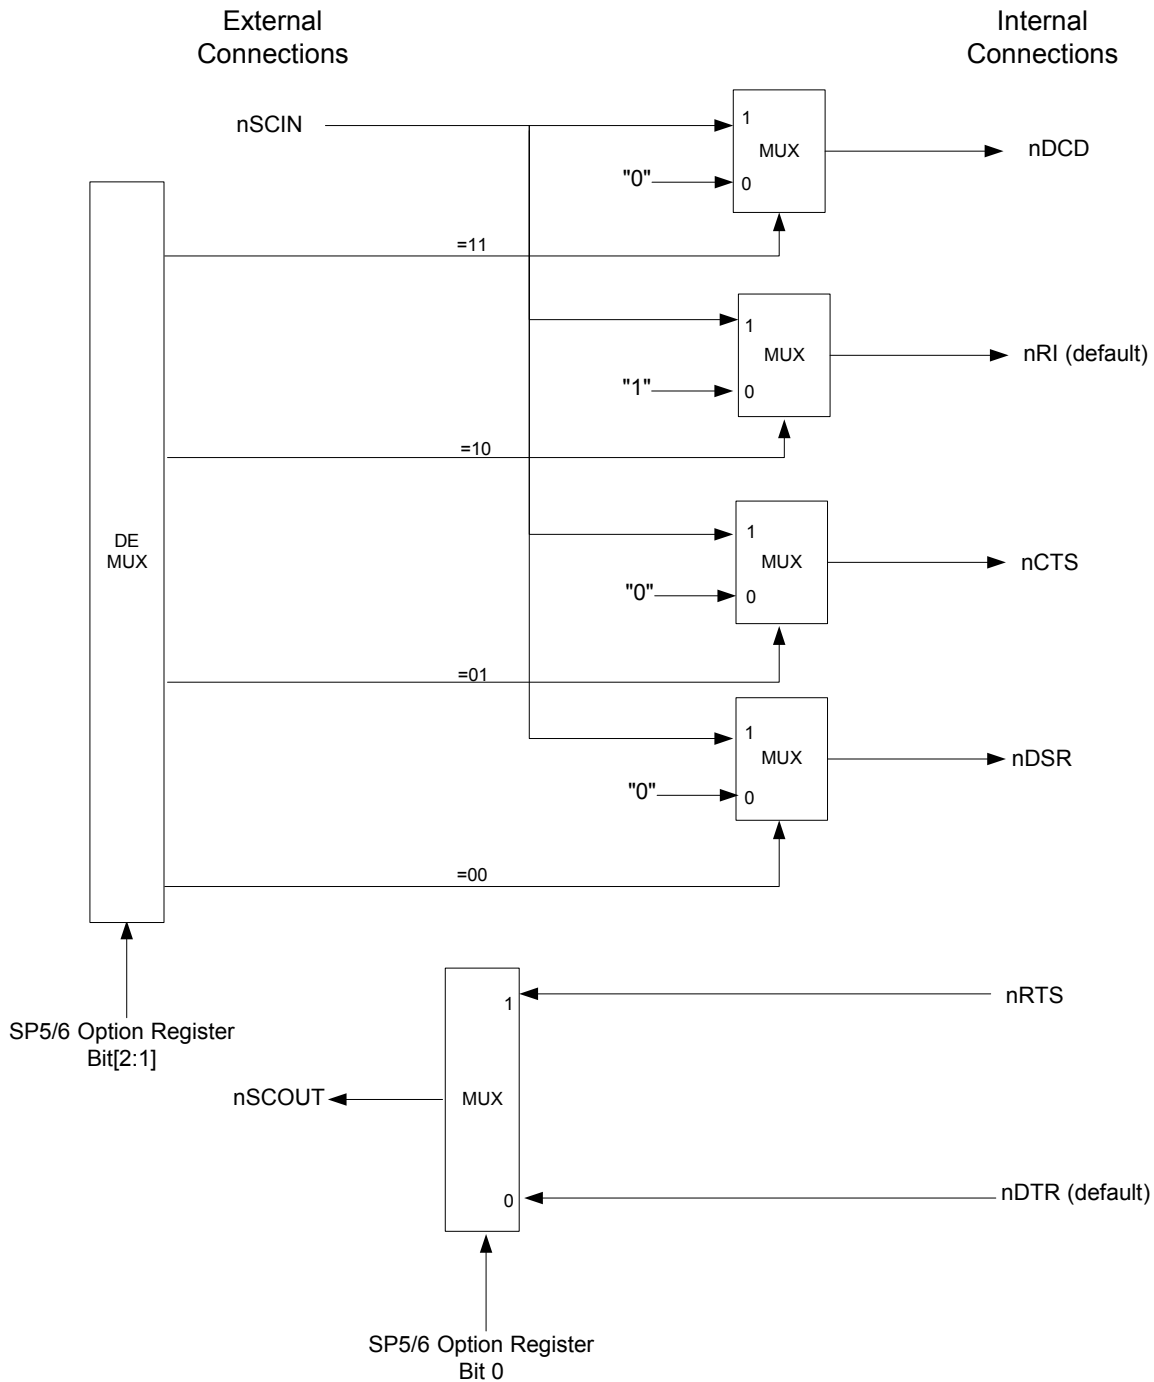 External
Connections
Internal
Connections
nSCIN
1
MUX
nDCD
"0"
0
=11
1
MUX
nRI (default)
"1"
0
=10
DE
MUX
1
MUX
nCTS
"0"
0
=01
1
MUX
nDSR
"0"
0
=00
SP5/6 Option Register
Bit[2:1]
1
nRTS
nSCOUT
MUX
0
nDTR (default)
SP5/6 Option Register
Bit 0